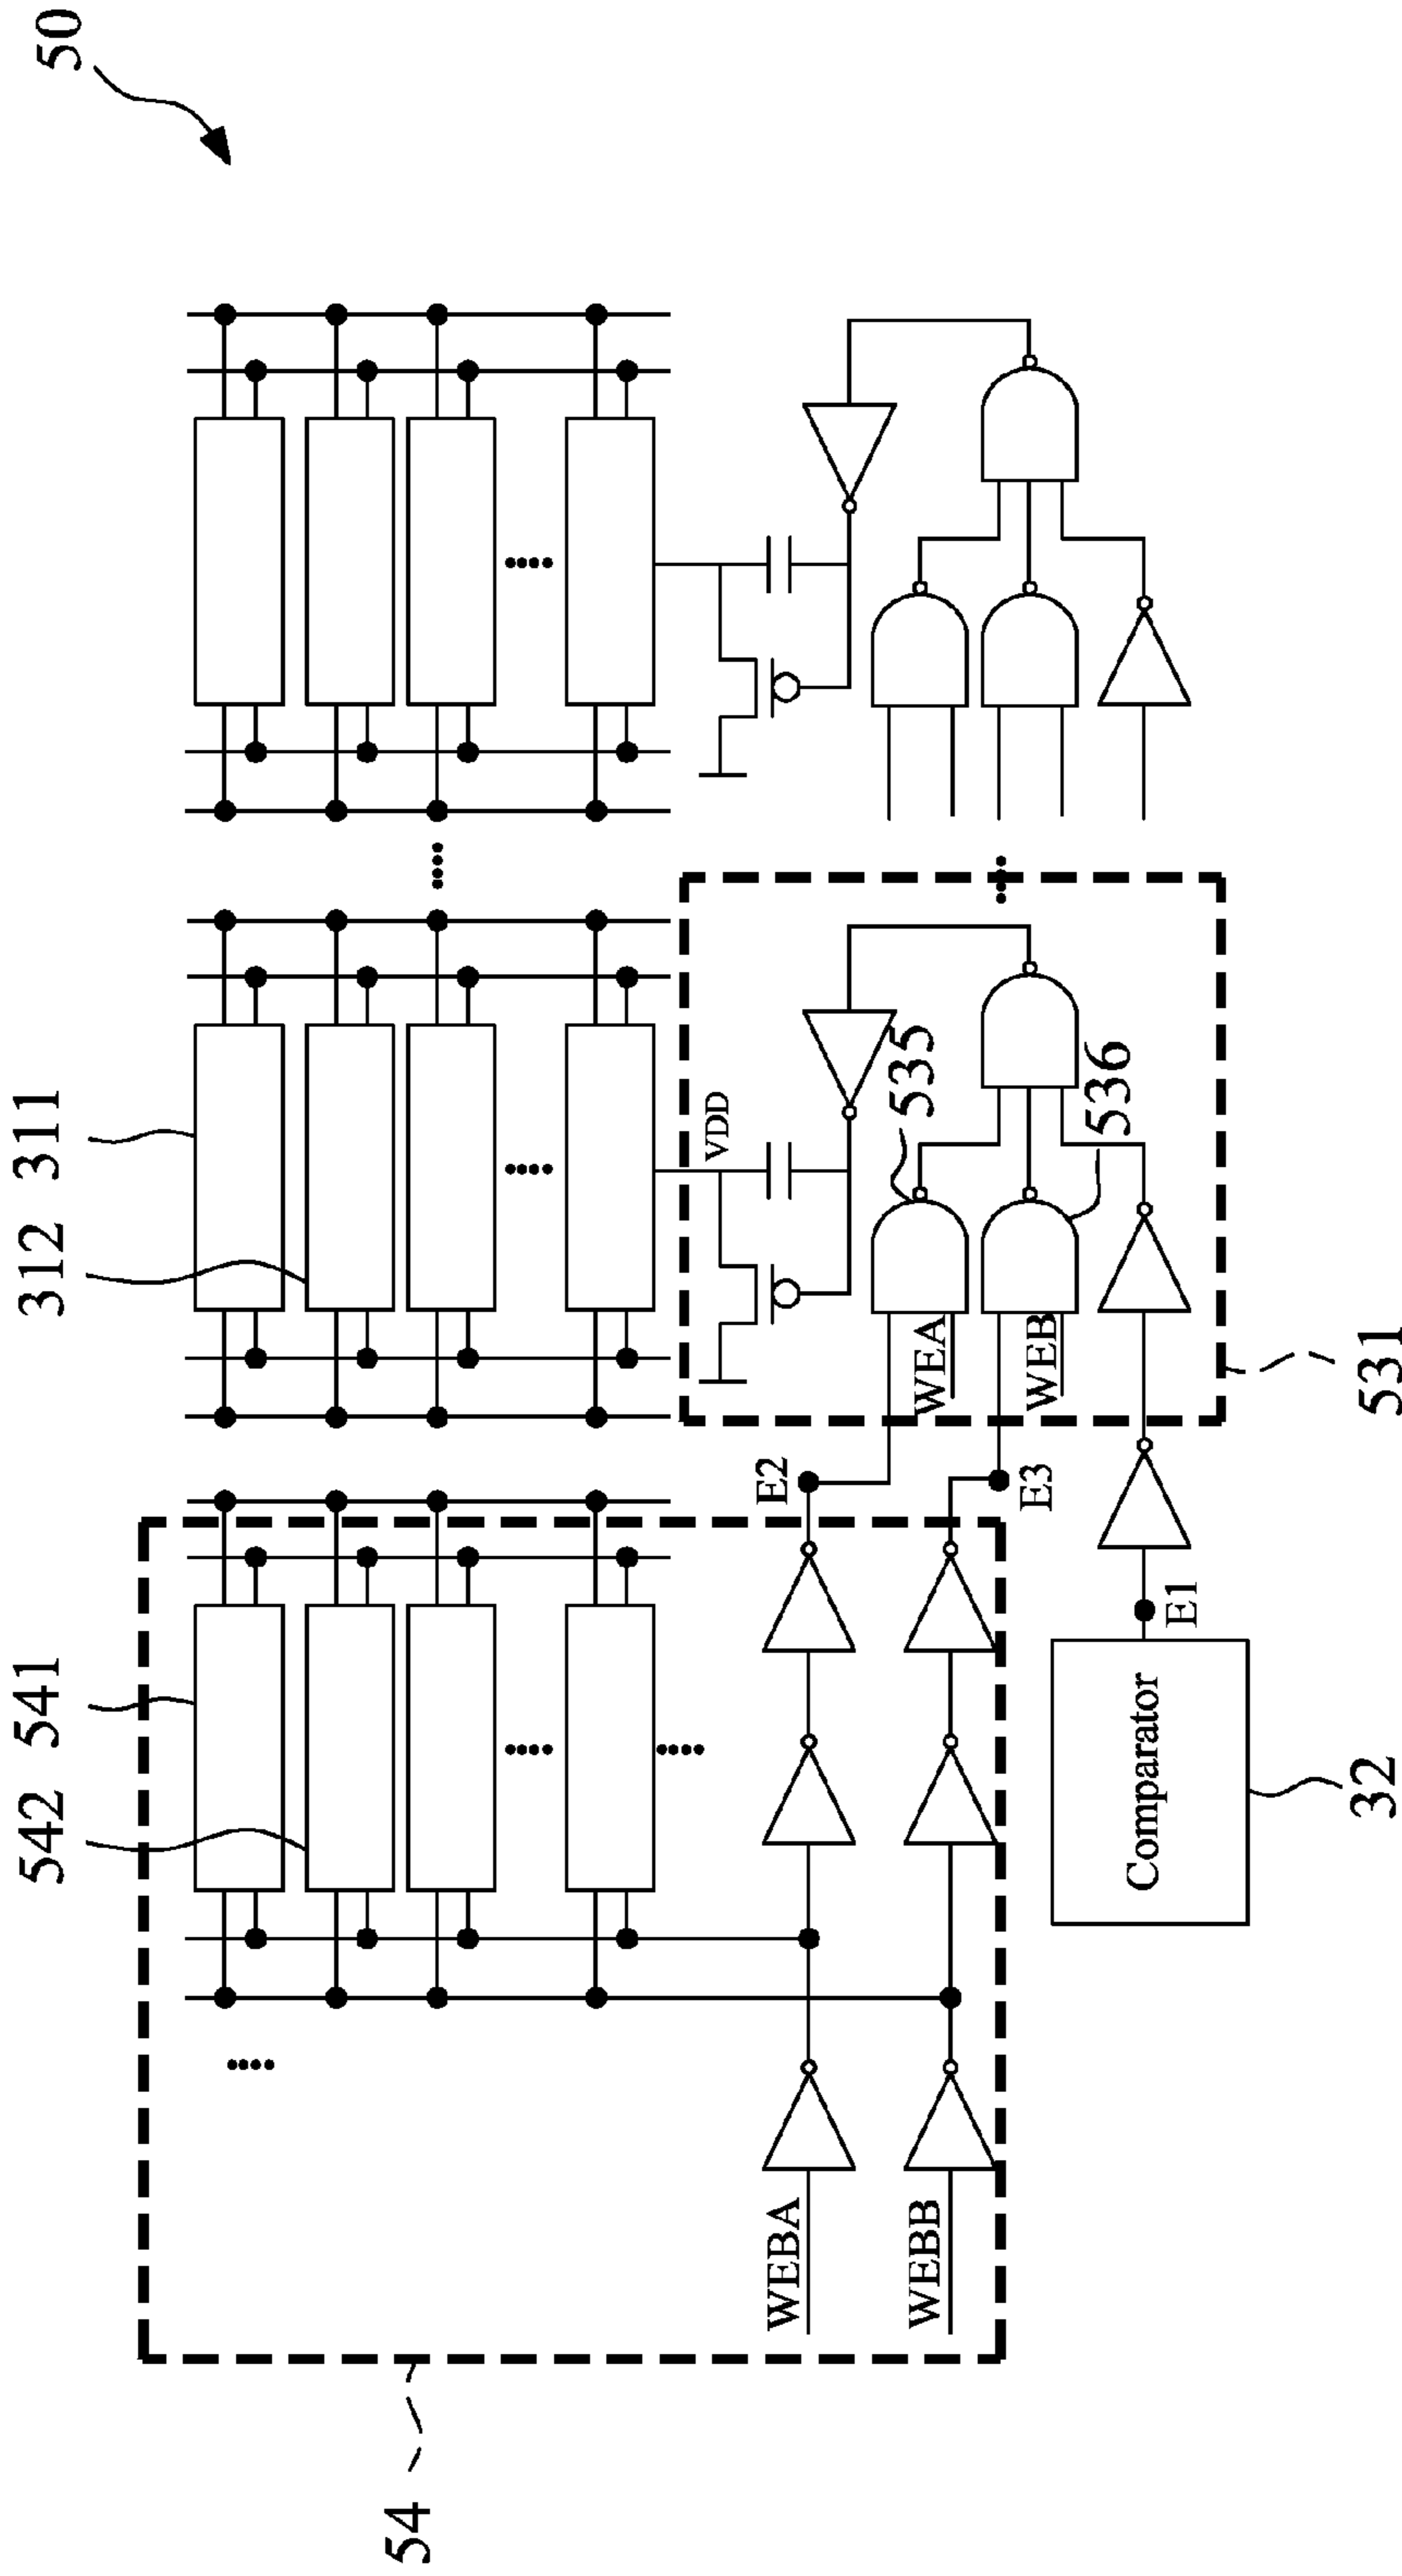 50
311
312
541
542
VDD
535
536
WEA
WEB
531
E2
E3
E1
Comparator
32
WEBA
WEBB
54